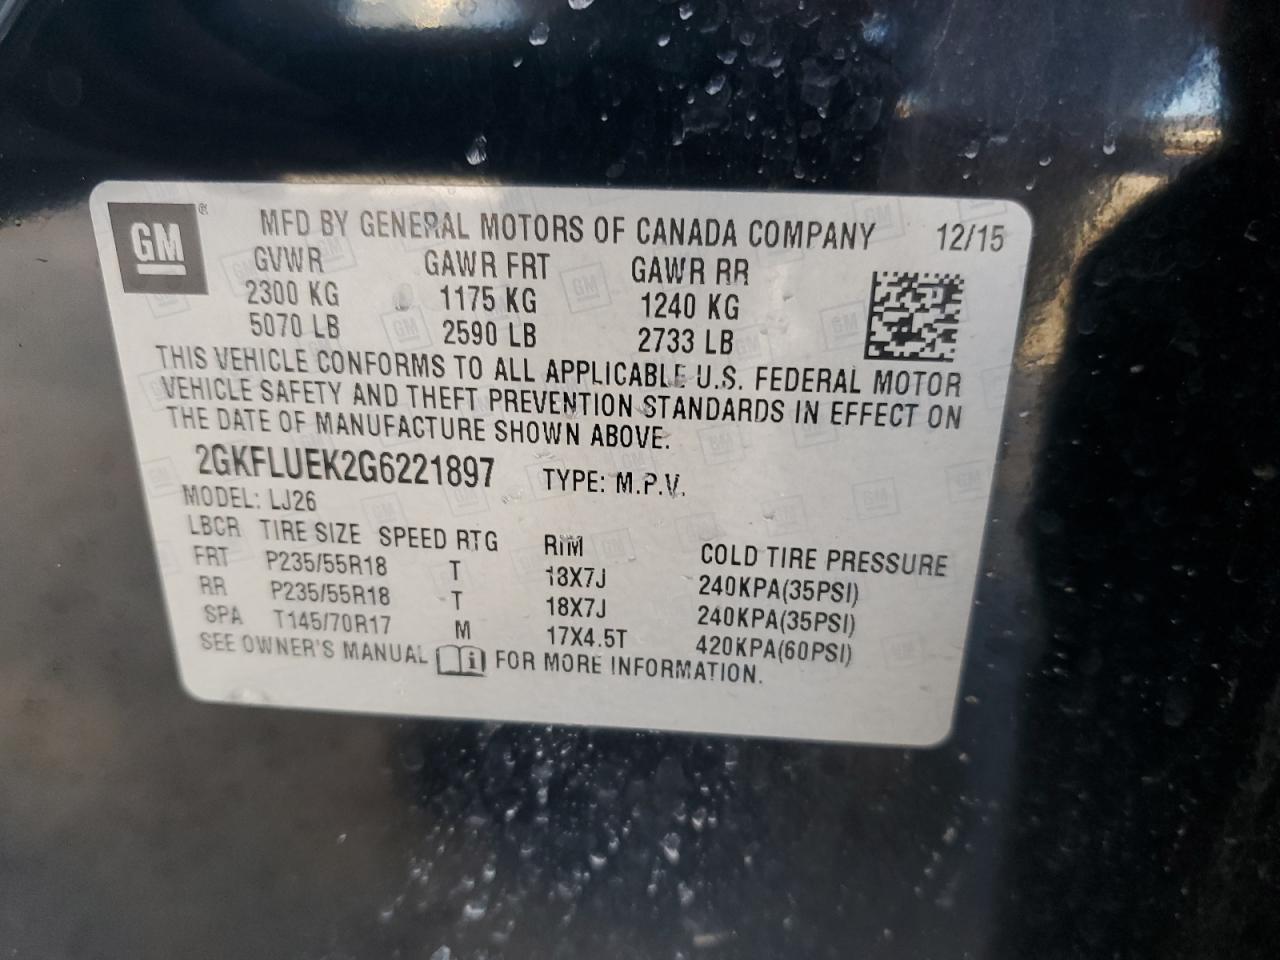 GM ® MFD BY GENERAL MOTORS OF CANADA COMPANY 12/15
GVWR GAWR FRT GAWR RR
2300 KG 1175 KG 1240 KG
5070 LB 2590 LB 2733 LB
THIS VEHICLE CONFORMS TO ALL APPLICABLE U.S. FEDERAL MOTOR
VEHICLE SAFETY AND THEFT PREVENTION STANDARDS IN EFFECT ON
THE DATE OF MANUFACTURE SHOWN ABOVE.
2GKFLUEK2G6221897 TYPE: M.P.V.
MODEL: LJ26
LBCR TIRE SIZE SPEED RTG RIM COLD TIRE PRESSURE
FRT P235/55R18 T 18X7J 240KPA(35PSI)
RR P235/55R18 T 18X7J 240KPA(35PSI)
SPA T145/70R17 M 17X4.5T 420KPA(60PSI)
SEE OWNER'S MANUAL i FOR MORE INFORMATION.